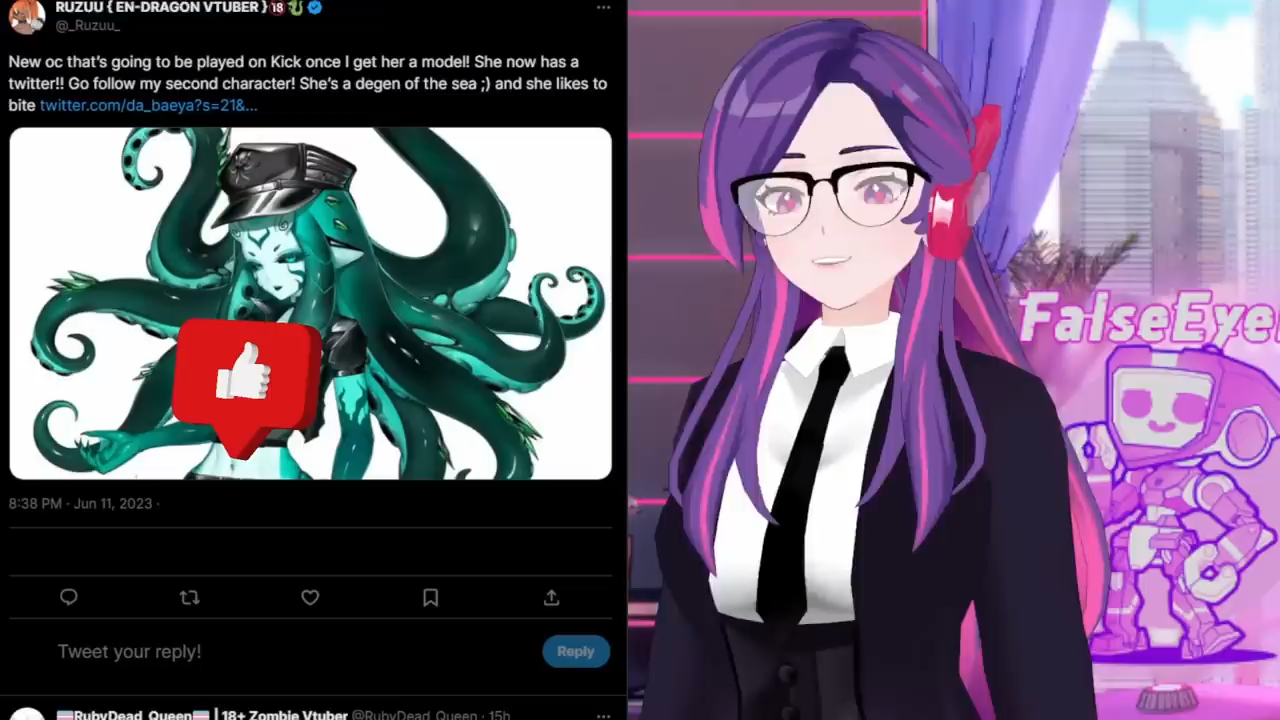 RUZUU { EN-DRAGON VTUBER }🔞🐉
@_Ruzuu_
New oc that's going to be played on Kick once I get her a model! She now has a
twitter!! Go follow my second character! She's a degen of the sea ;) and she likes to
bite twitter.com/da_baeya?s=21&...
FalseEye
8:38 PM · Jun 11, 2023 ·
Tweet your reply!
Reply
RubyDead_Queen | 18+ Zombie Vtuber @RubyDead_Queen · 15h